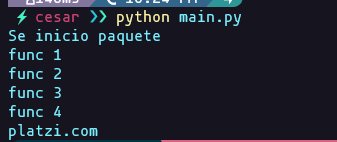 cesar ❯❯ python main.py
Se inicio paquete
func 1
func 2
func 3
func 4
platzi.com